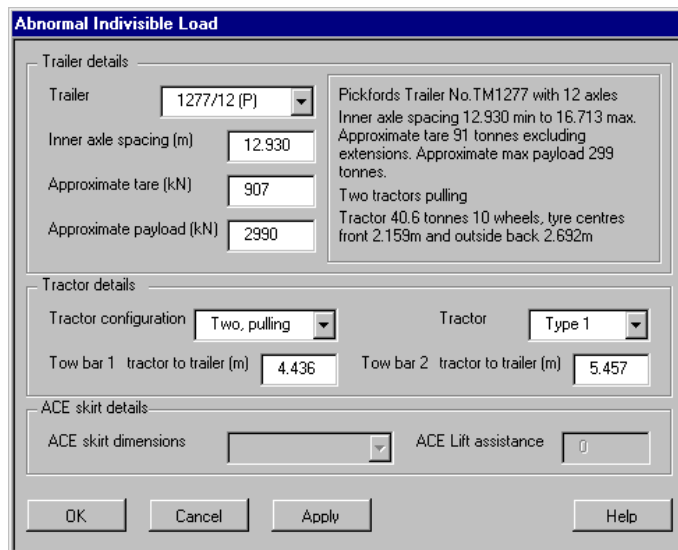 Abnormal Indivisible Load
Trailer details
Trailer 1277/12 (P)
Inner axle spacing (m) 12.930
Approximate tare (kN) 907
Approximate payload (kN) 2990
Pickfords Trailer No.TM1277 with 12 axles
Inner axle spacing 12.930 min to 16.713 max.
Approximate tare 91 tonnes excluding
extensions. Approximate max payload 299
tonnes.
Two tractors pulling
Tractor 40.6 tonnes 10 wheels, tyre centres
front 2.159m and outside back 2.692m
Tractor details
Tractor configuration Two, pulling Tractor Type 1
Tow bar 1 tractor to trailer (m) 4.436 Tow bar 2 tractor to trailer (m) 5.457
ACE skirt details
ACE skirt dimensions ACE Lift assistance 0
OK Cancel Apply Help